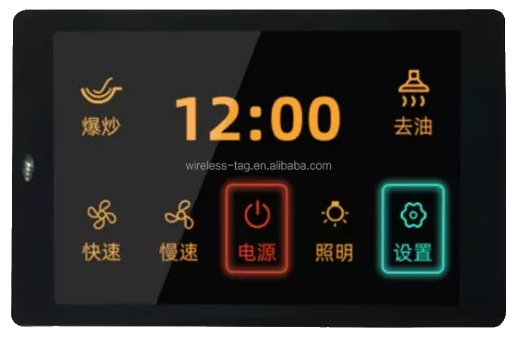 12:00
爆炒
去油
wireless-tag.en.alibaba.com
快速
慢速
电源
照明
设置